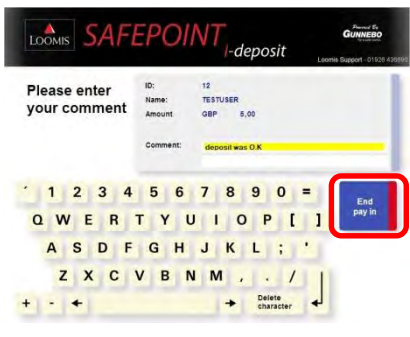 LOOMIS SAFEPOINT i-deposit
Powered By
GUNNEBO
Loomis Support - 01928
Please enter
your comment
ID: 12
Name: TESTUSER
Amount GBP 5.00
Comment: deposit was O.K
´ 1 2 3 4 5 6 7 8 9 0 =
Q W E R T Y U I O P [ ]
A S D F G H J K L ; '
Z X C V B N M , . /
+ - ← → Delete
character ↵
End
pay in